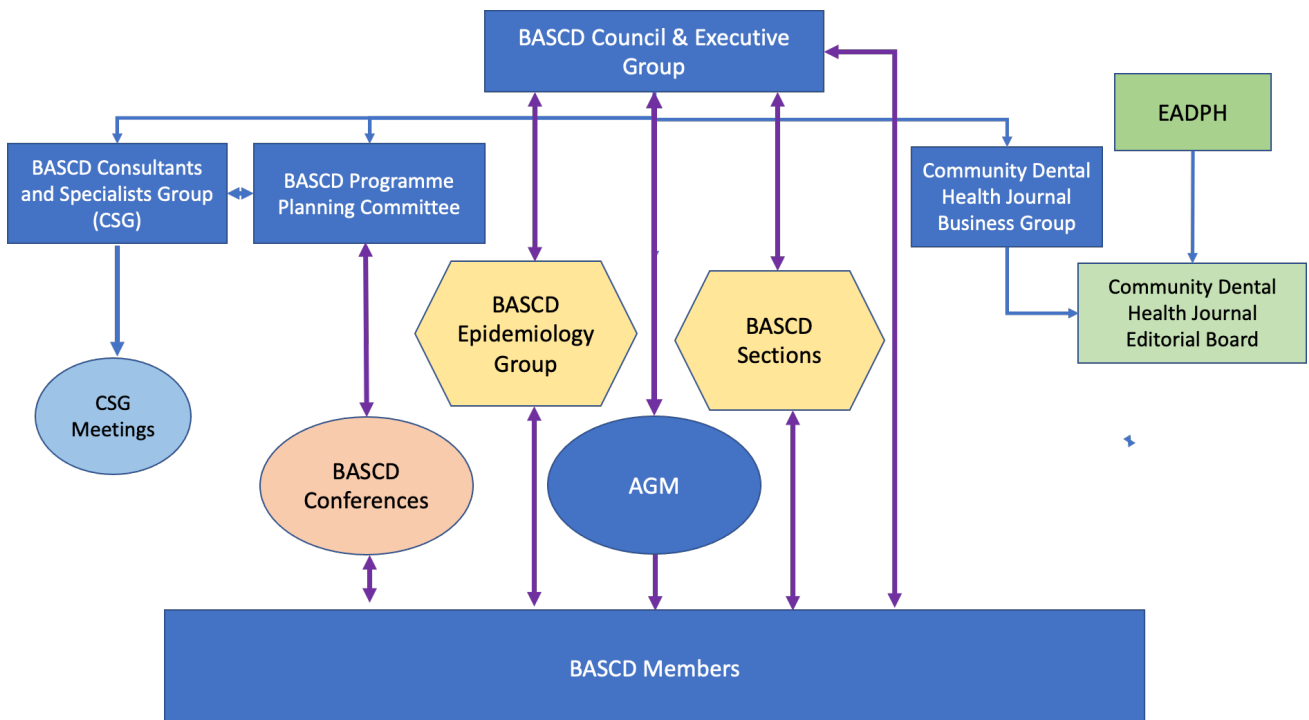 BASCD Council & Executive
Group
EADPH
BASCD Consultants
and Specialists Group
(CSG)
BASCD Programme
Planning Committee
Community Dental
Health Journal
Business Group
Community Dental
Health Journal
Editorial Board
BASCD
Epidemiology
Group
BASCD
Sections
CSG
Meetings
BASCD
Conferences
AGM
BASCD Members